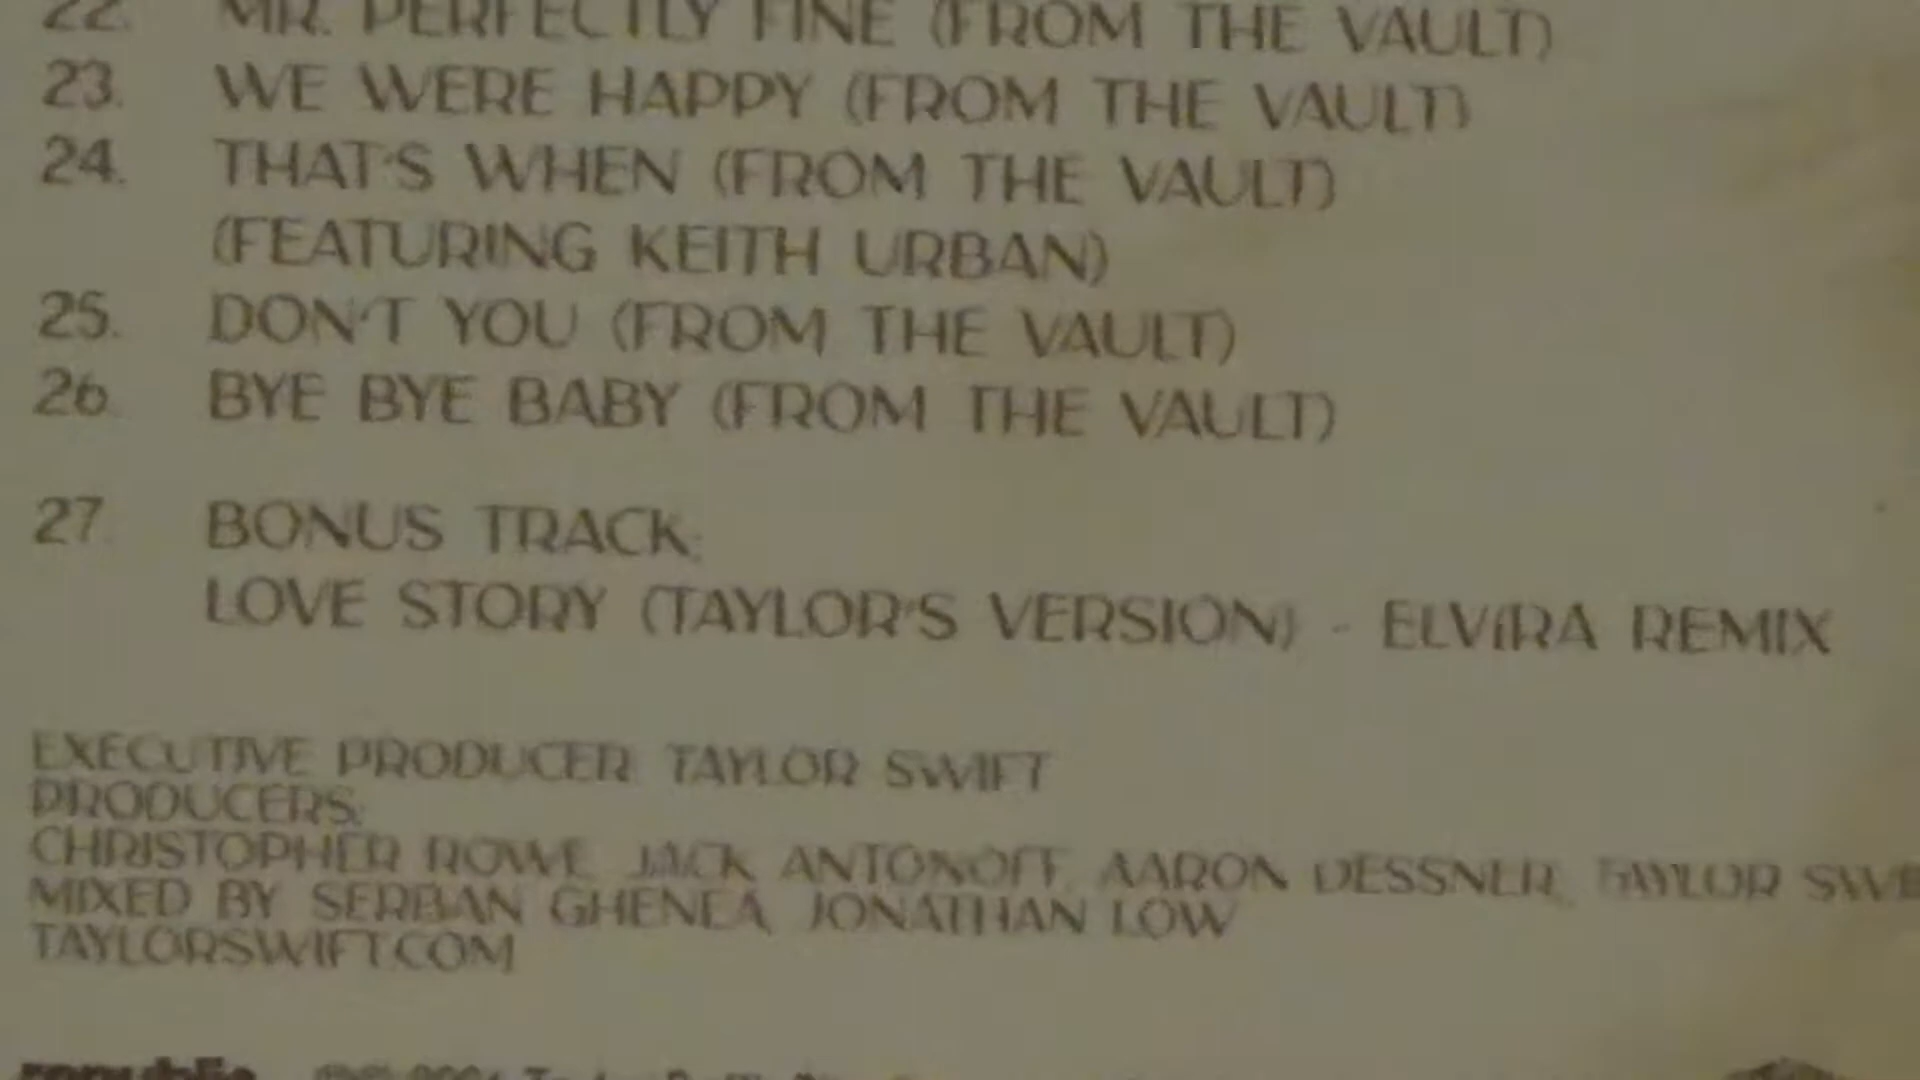 22. MR. PERFECTLY FINE (FROM THE VAULT)
23. WE WERE HAPPY (FROM THE VAULT)
24. THAT'S WHEN (FROM THE VAULT)
(FEATURING KEITH URBAN)
25. DON'T YOU (FROM THE VAULT)
26. BYE BYE BABY (FROM THE VAULT)
27. BONUS TRACK:
LOVE STORY (TAYLOR'S VERSION) - ELVIRA REMIX
EXECUTIVE PRODUCER: TAYLOR SWIFT
PRODUCERS:
CHRISTOPHER ROWE, JACK ANTONOFF, AARON DESSNER, TAYLOR
MIXED BY SERBAN GHENEA, JONATHAN LOW
TAYLORSWIFT.COM
republic